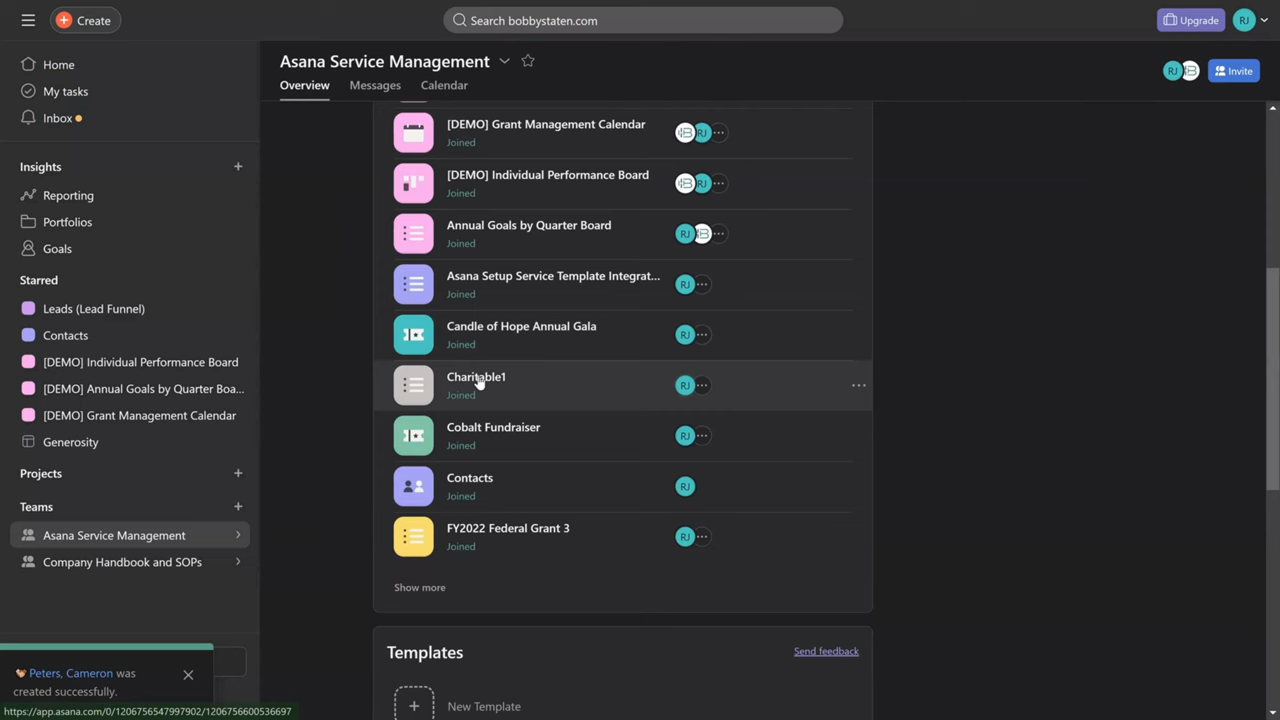 Create
Search bobbystaten.com
Upgrade
RJ
Home
My tasks
Inbox
Insights
Reporting
Portfolios
Goals
Starred
Leads (Lead Funnel)
Contacts
[DEMO] Individual Performance Board
[DEMO] Annual Goals by Quarter Boa...
[DEMO] Grant Management Calendar
Generosity
Projects
Teams
Asana Service Management
Company Handbook and SOPs
Peters, Cameron was
created successfully.
https://app.asana.com/0/1206756547997902/1206756600536697
Asana Service Management
Overview Messages Calendar
RJ
Invite
[DEMO] Grant Management Calendar
Joined
RJ
[DEMO] Individual Performance Board
Joined
RJ
Annual Goals by Quarter Board
Joined
RJ
Asana Setup Service Template Integrat...
Joined
RJ
Candle of Hope Annual Gala
Joined
RJ
Charitable1
Joined
RJ
Cobalt Fundraiser
Joined
RJ
Contacts
Joined
RJ
FY2022 Federal Grant 3
Joined
RJ
Show more
Templates
Send feedback
New Template